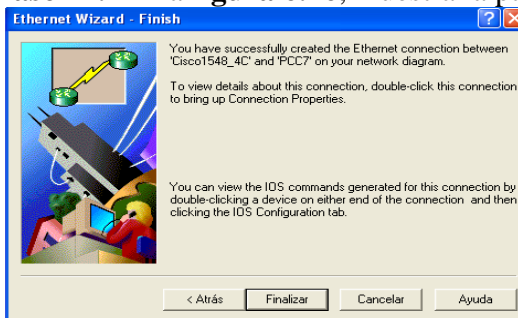 Ethernet Wizard - Finish
You have successfully created the Ethernet connection between
'Cisco1548_4C' and 'PCC7' on your network diagram.
To view details about this connection, double-click this connection
to bring up Connection Properties.
You can view the IOS commands generated for this connection by
double-clicking a device on either end of the connection and then
clicking the IOS Configuration tab.
< Atrás
Finalizar
Cancelar
Ayuda